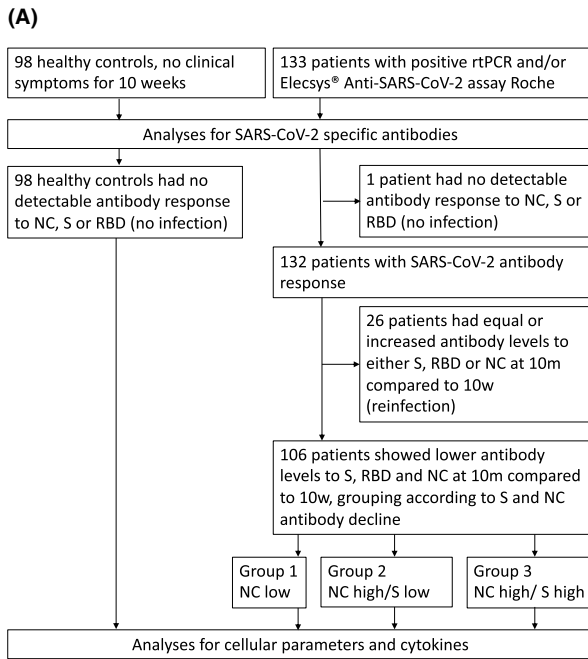 (A)
98 healthy controls, no clinical
symptoms for 10 weeks
133 patients with positive rtPCR and/or
Elecsys® Anti-SARS-CoV-2 assay Roche
Analyses for SARS-CoV-2 specific antibodies
98 healthy controls had no
detectable antibody response
to NC, S or RBD (no infection)
1 patient had no detectable
antibody response to NC, S or
RBD (no infection)
132 patients with SARS-CoV-2 antibody
response
26 patients had equal or
increased antibody levels to
either S, RBD or NC at 10m
compared to 10w
(reinfection)
106 patients showed lower antibody
levels to S, RBD and NC at 10m compared
to 10w, grouping according to S and NC
antibody decline
Group 1
NC low
Group 2
NC high/S low
Group 3
NC high/ S high
Analyses for cellular parameters and cytokines